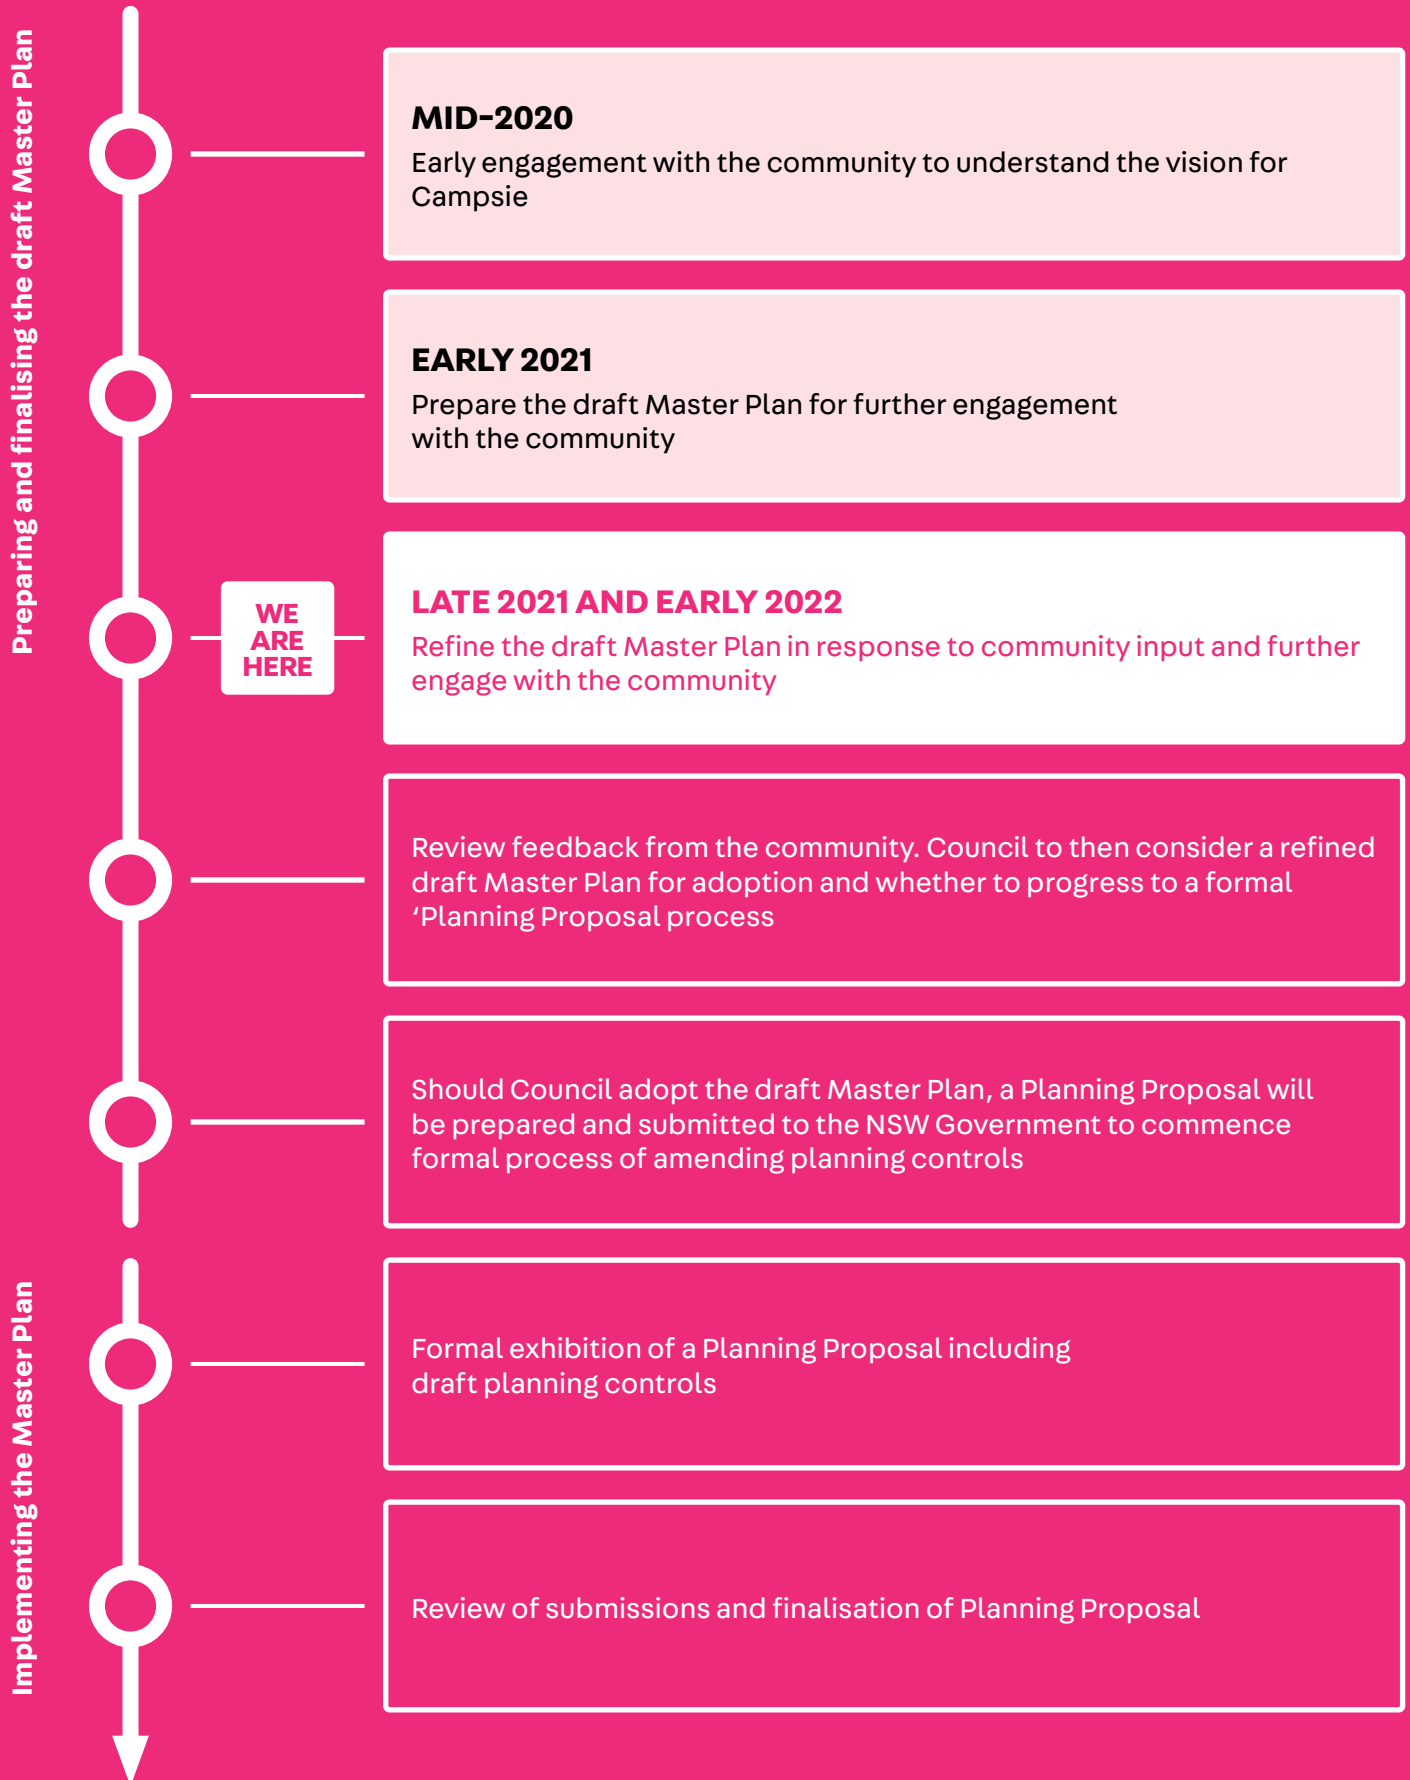 Preparing and finalising the draft Master Plan
MID-2020
Early engagement with the community to understand the vision for
Campsie
EARLY 2021
Prepare the draft Master Plan for further engagement
with the community
WE
ARE
HERE
LATE 2021 AND EARLY 2022
Refine the draft Master Plan in response to community input and further
engage with the community
Review feedback from the community. Council to then consider a refined
draft Master Plan for adoption and whether to progress to a formal
‘Planning Proposal process
Should Council adopt the draft Master Plan, a Planning Proposal will
be prepared and submitted to the NSW Government to commence
formal process of amending planning controls
Implementing the Master Plan
Formal exhibition of a Planning Proposal including
draft planning controls
Review of submissions and finalisation of Planning Proposal